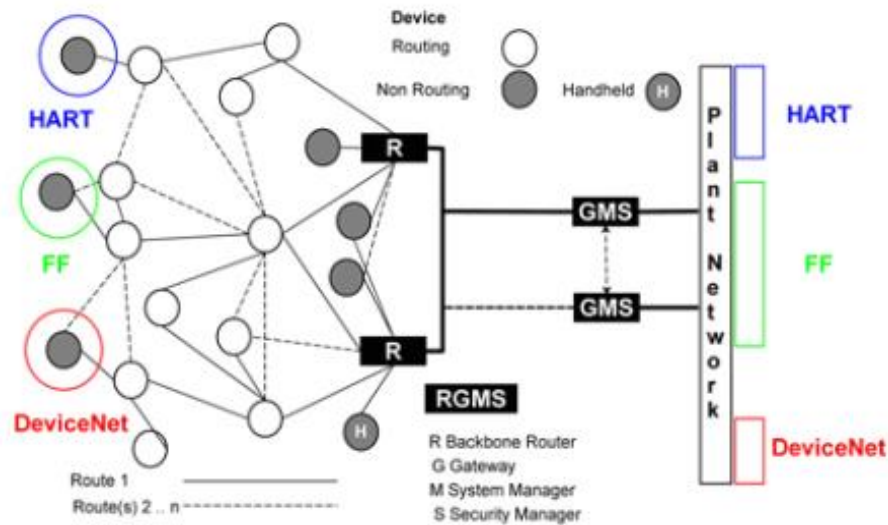 Device
Routing
Non Routing
Handheld
H
HART
FF
DeviceNet
R
R
H
GMS
GMS
Plant Network
HART
FF
DeviceNet
RGMS
R Backbone Router
G Gateway
M System Manager
S Security Manager
Route 1
Route(s) 2 .. n